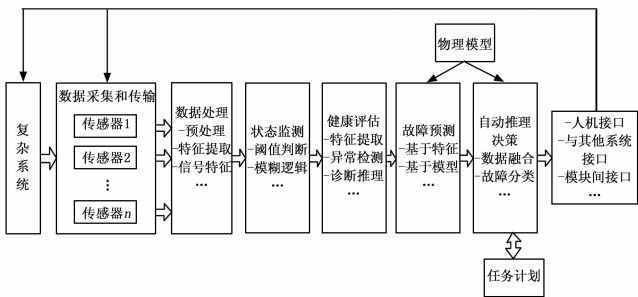 物理模型
复杂系统
数据采集和传输
传感器1
传感器2
⋮
传感器n
数据处理
-预处理
-特征提取
-信号特征
...
状态监测
-阈值判断
-模糊逻辑
...
健康评估
-特征提取
-异常检测
-诊断推理
...
故障预测
-基于特征
-基于模型
...
自动推理
决策
-数据融合
-故障分类
...
-人机接口
-与其他系统
接口
-模块间接口
...
任务计划